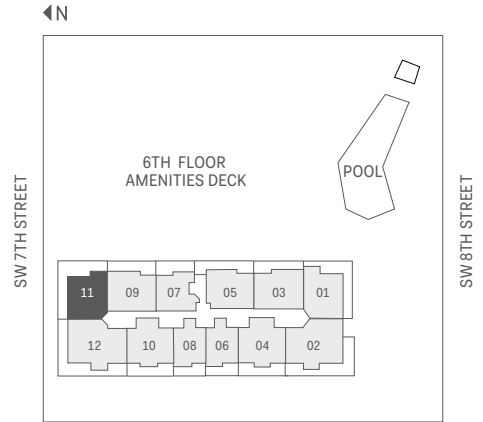 N
6TH FLOOR
AMENITIES DECK
POOL
SW 7TH STREET
SW 8TH STREET
11 09 07 05 03 01
12 10 08 06 04 02